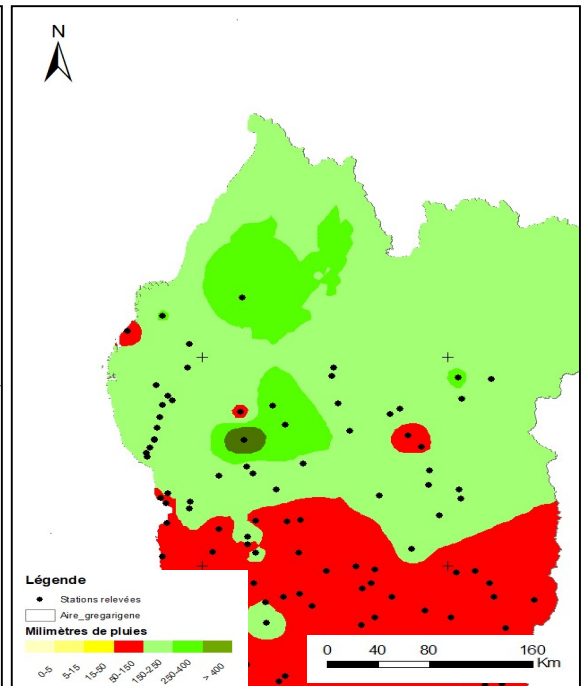 N
Légende
Stations relevées
Aire_gregarigene
Milimètres de pluies
0-5
5-15
15-50
50-150
150-250
250-400
> 400
0 40 80 160
Km